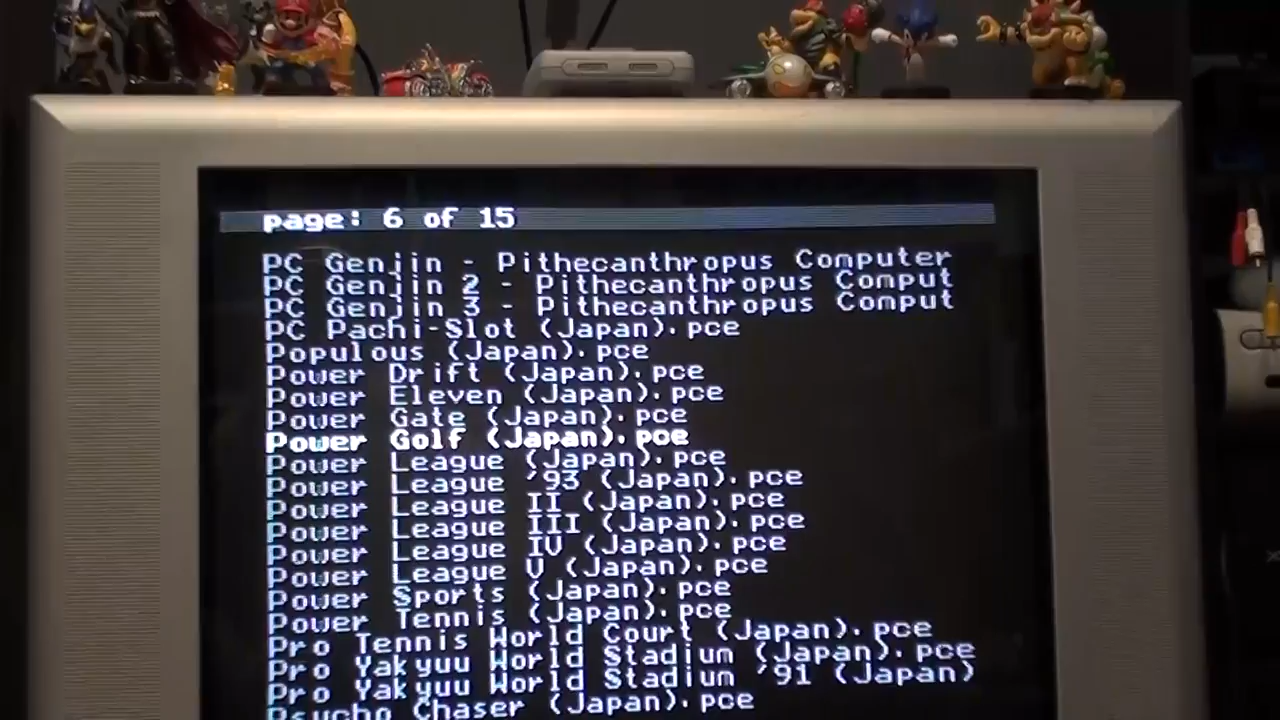 page: 6 of 15
PC Genjin - Pithecanthropus Computer
PC Genjin 2 - Pithecanthropus Comput
PC Genjin 3 - Pithecanthropus Comput
PC Pachi-Slot (Japan).pce
Populous (Japan).pce
Power Drift (Japan).pce
Power Eleven (Japan).pce
Power Gate (Japan).pce
Power Golf (Japan).pce
Power League (Japan).pce
Power League '93 (Japan).pce
Power League II (Japan).pce
Power League III (Japan).pce
Power League IV (Japan).pce
Power League V (Japan).pce
Power Sports (Japan).pce
Power Tennis (Japan).pce
Pro Tennis World Court (Japan).pce
Pro Yakyuu World Stadium (Japan).pce
Pro Yakyuu World Stadium '91 (Japan)
Psycho Chaser (Japan).pce